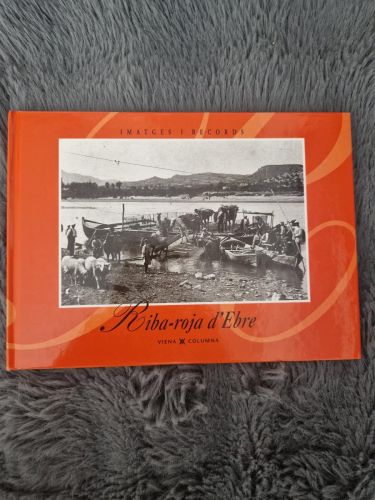 IMATGES I RECORDS
Riba-roja d'Ebre
VIENA COLUMNA